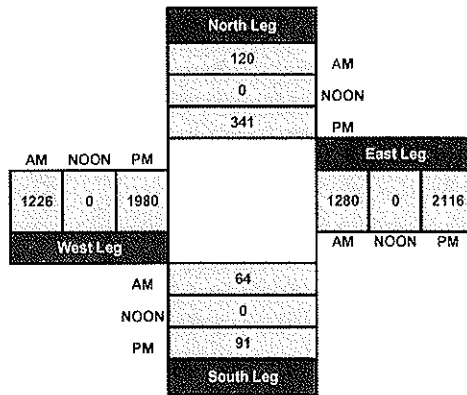 North Leg
120 AM
0 NOON
341 PM
AM NOON PM
East Leg
1226 0 1980
1280 0 2116
West Leg
AM NOON PM
AM 64
NOON 0
PM 91
South Leg